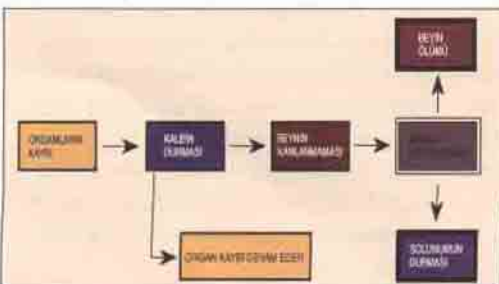 BEYİN
ÖLÜMÜ
ORGANLARIN
KAYBI
KALBİN
DURMASI
BEYNİN
KANLANMAMASI
ORGAN KAYBI DEVAM EDER
SOLUNUMUN
DURMASI